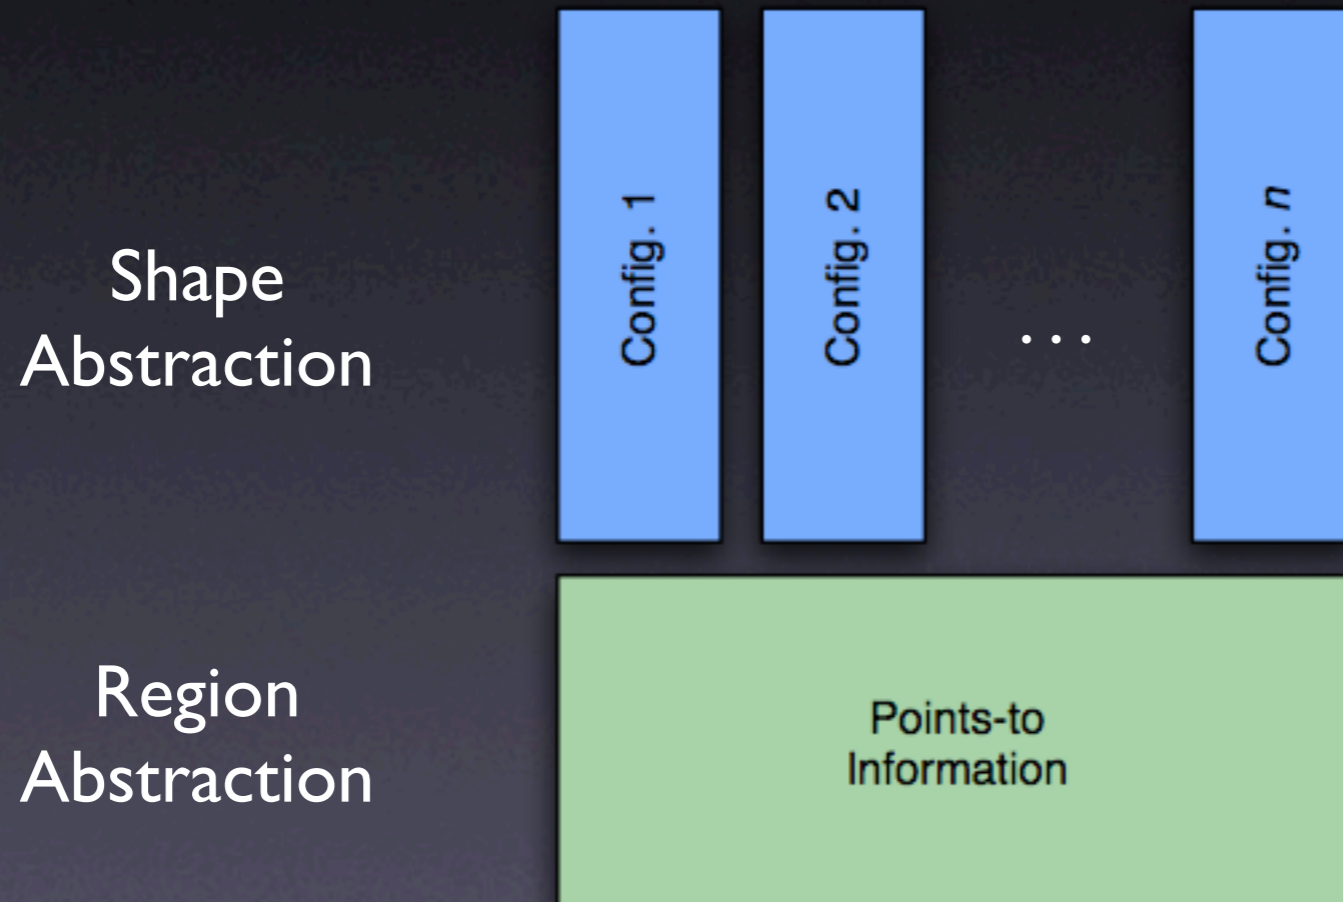 Shape
Abstraction
Config. 1
Config. 2
...
Config. n
Region
Abstraction
Points-to
Information